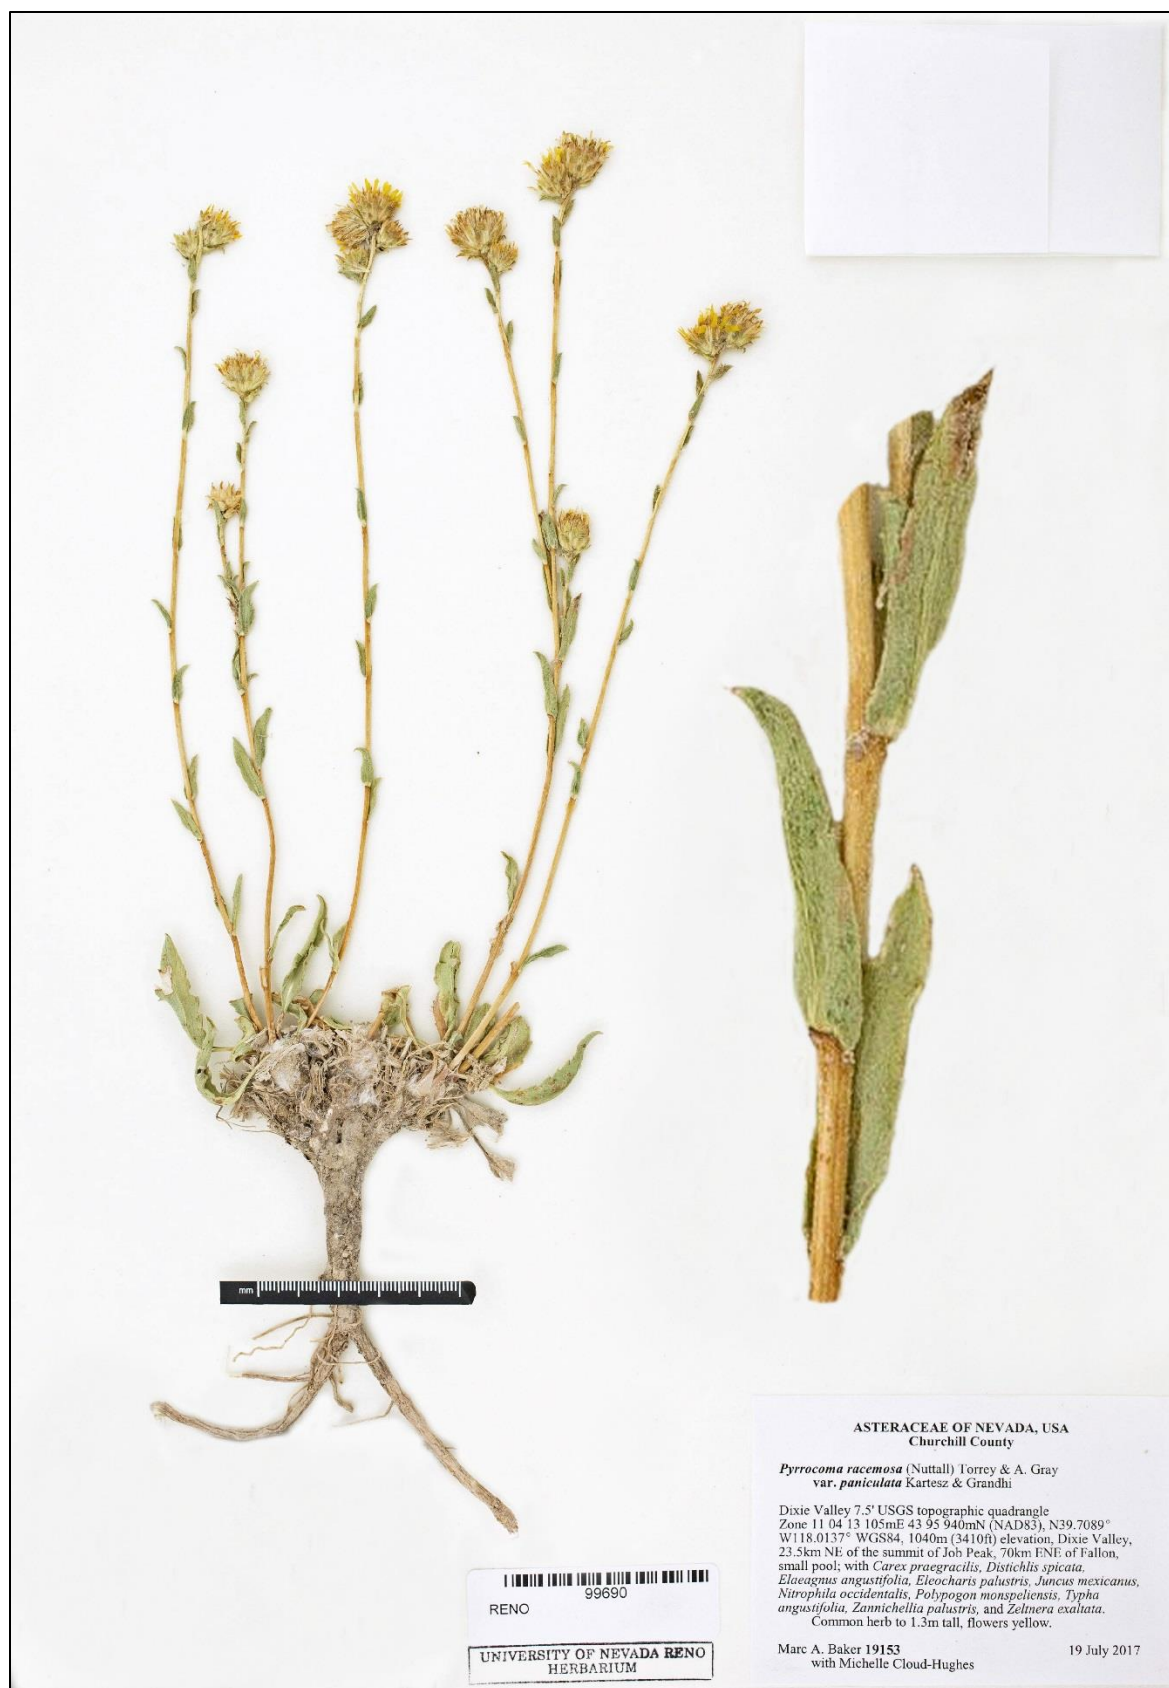 mm
ASTERACEAE OF NEVADA, USA
Churchill County
Pyrrocoma racemosa (Nuttall) Torrey & A. Gray
var. paniculata Kartesz & Grandhi
Dixie Valley 7.5' USGS topographic quadrangle
Zone 11 04 13 105mE 43 95 940mN (NAD83), N39.7089°
W118.0137° WGS84, 1040m (3410ft) elevation, Dixie Valley,
23.5km NE of the summit of Job Peak, 70km ENE of Fallon,
small pool; with Carex praegracilis, Distichlis spicata,
Elaeagnus angustifolia, Eleocharis palustris, Juncus mexicanus,
Nitrophila occidentalis, Polypogon monspeliensis, Typha
angustifolia, Zannichellia palustris, and Zeltnera exaltata.
Common herb to 1.3m tall, flowers yellow.
Marc A. Baker 19153 19 July 2017
with Michelle Cloud-Hughes
99690
RENO
UNIVERSITY OF NEVADA RENO
HERBARIUM